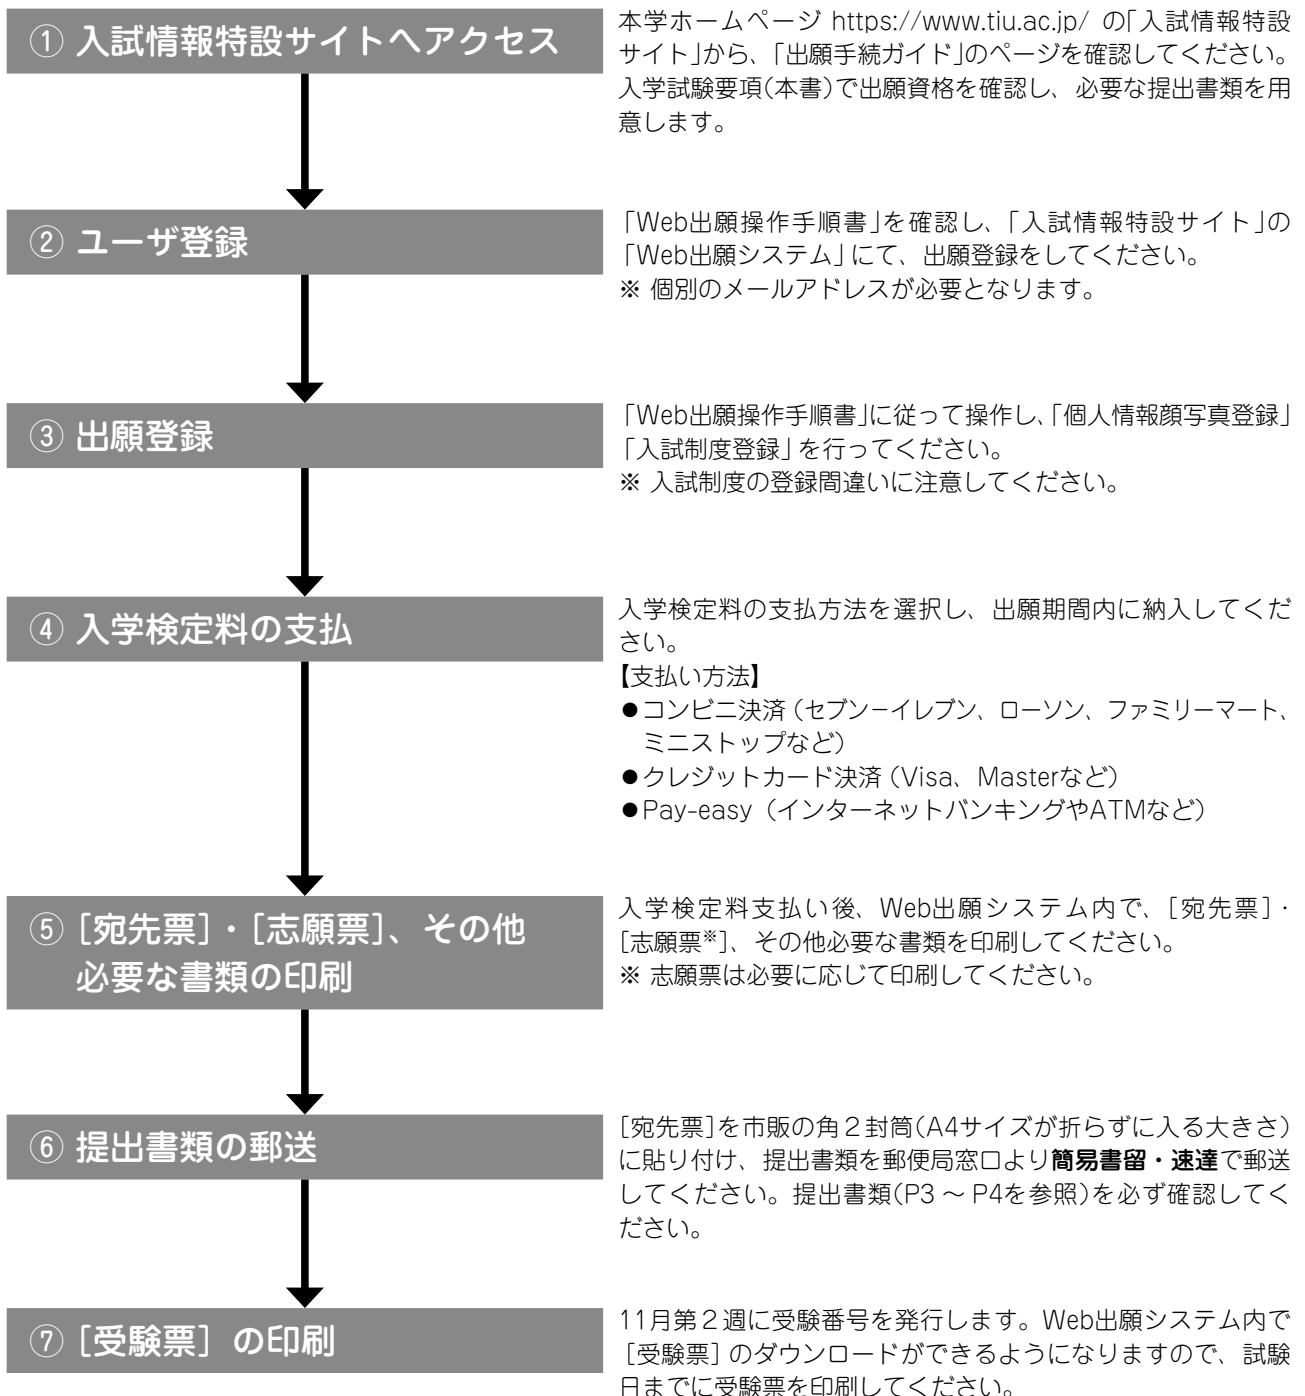 ① 入試情報特設サイトへアクセス
本学ホームページ https://www.tiu.ac.jp/ の「入試情報特設
サイト」から、「出願手続ガイド」のページを確認してください。
入学試験要項(本書)で出願資格を確認し、必要な提出書類を用
意します。
② ユーザ登録
「Web出願操作手順書」を確認し、「入試情報特設サイト」の
「Web出願システム」にて、出願登録をしてください。
※ 個別のメールアドレスが必要となります。
③ 出願登録
「Web出願操作手順書」に従って操作し、「個人情報顔写真登録」
「入試制度登録」を行ってください。
※ 入試制度の登録間違いに注意してください。
④ 入学検定料の支払
入学検定料の支払方法を選択し、出願期間内に納入してくだ
さい。
【支払い方法】
●コンビニ決済（セブン－イレブン、ローソン、ファミリーマート、
ミニストップなど）
●クレジットカード決済（Visa、Masterなど）
●Pay-easy（インターネットバンキングやATMなど）
⑤ ［宛先票］・［志願票］、その他
必要な書類の印刷
入学検定料支払い後、Web出願システム内で、［宛先票］・
［志願票※］、その他必要な書類を印刷してください。
※ 志願票は必要に応じて印刷してください。
⑥ 提出書類の郵送
［宛先票］を市販の角２封筒(A4サイズが折らずに入る大きさ)
に貼り付け、提出書類を郵便局窓口より簡易書留・速達で郵送
してください。提出書類(P3 ～ P4を参照)を必ず確認してく
ださい。
⑦ ［受験票］の印刷
11月第２週に受験番号を発行します。Web出願システム内で
［受験票］のダウンロードができるようになりますので、試験
日までに受験票を印刷してください。